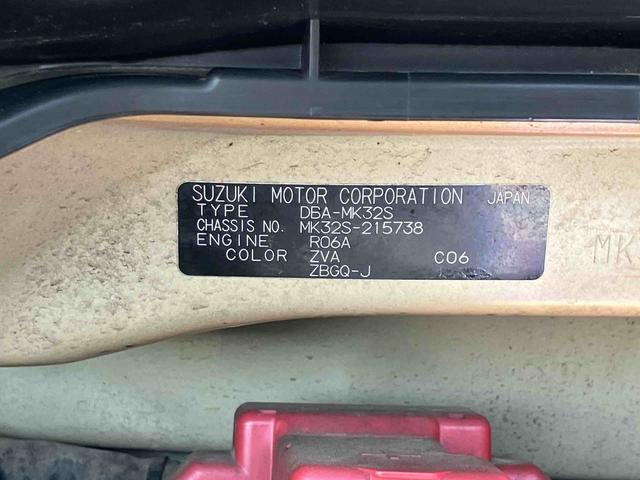 SUZUKI MOTOR CORPORATION JAPAN
TYPE DBA-MK32S
CHASSIS NO. MK32S-215738
ENGINE R06A
COLOR ZVA C06
ZBGQ-J
MK